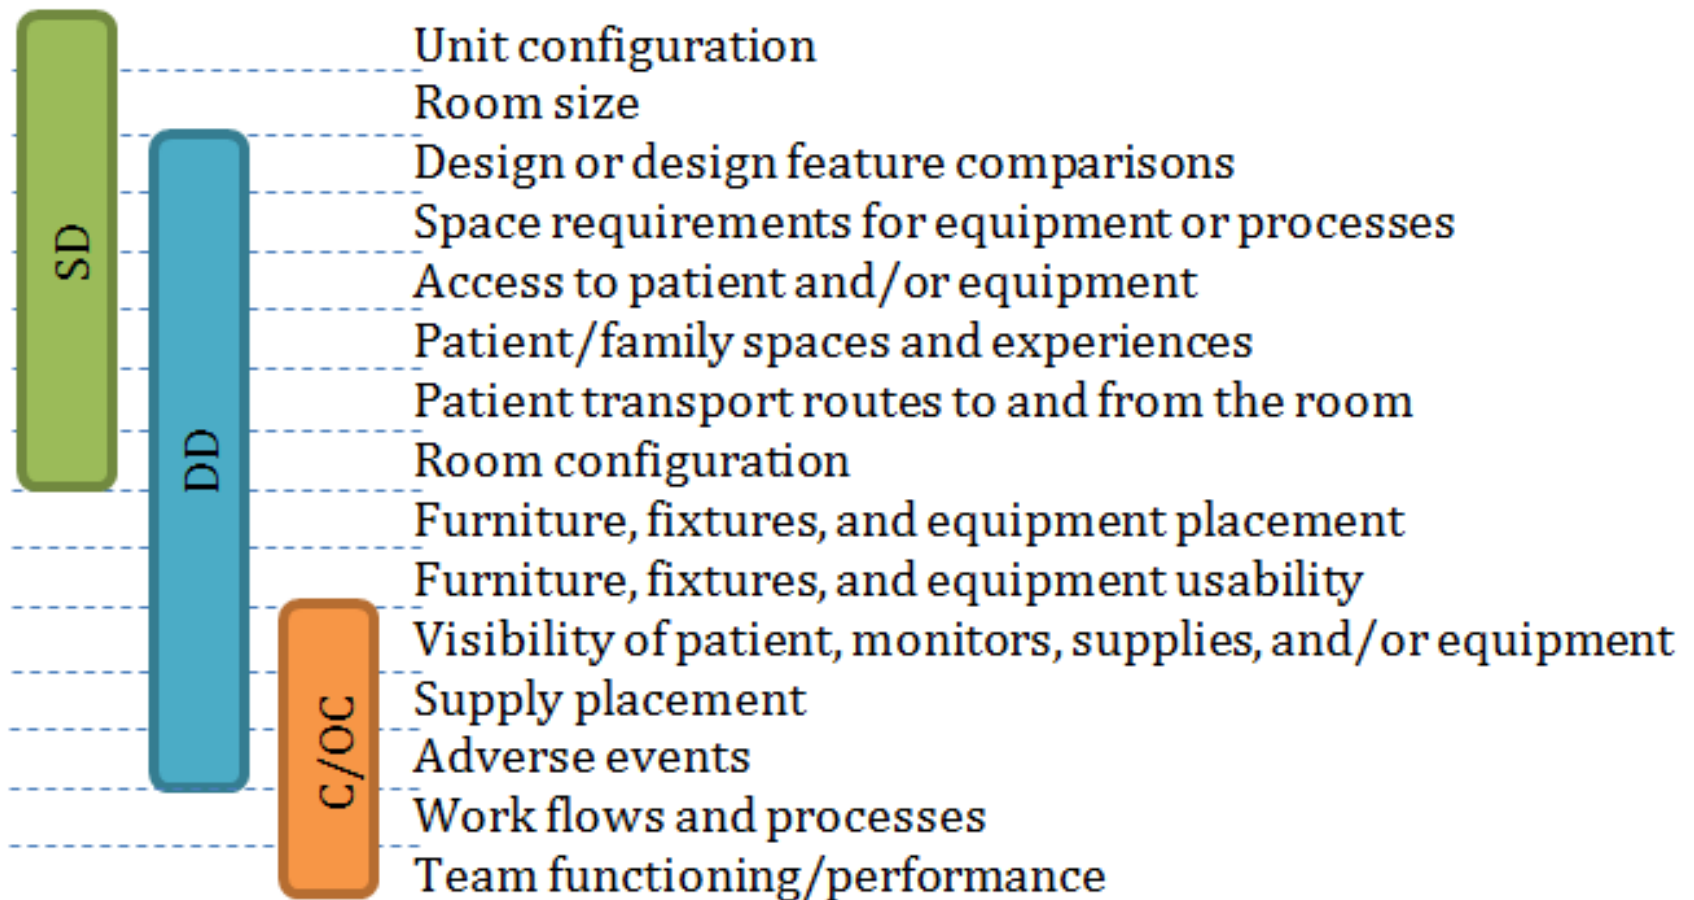 Unit configuration
Room size
Design or design feature comparisons
Space requirements for equipment or processes
Access to patient and/or equipment
Patient/family spaces and experiences
Patient transport routes to and from the room
Room configuration
Furniture, fixtures, and equipment placement
Furniture, fixtures, and equipment usability
Visibility of patient, monitors, supplies, and/or equipment
Supply placement
Adverse events
Work flows and processes
Team functioning/performance
SD
DD
C/OC